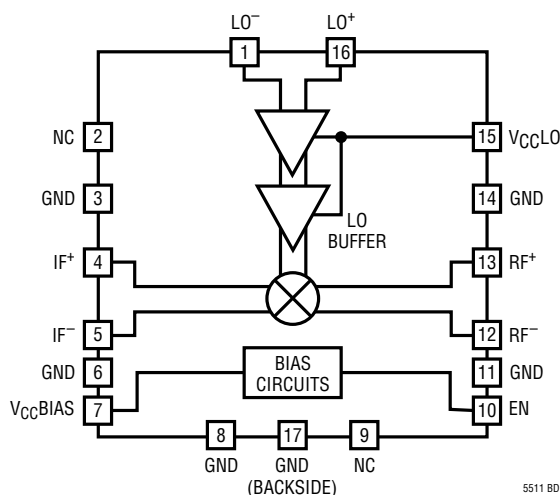 LO⁻ LO⁺
1 16
NC 2 15 VCCLO
GND 3 14 GND
LO
BUFFER
IF⁺ 4 13 RF⁺
IF⁻ 5 12 RF⁻
GND 6 BIAS
CIRCUITS 11 GND
VCCBIAS 7 10 EN
8 17 9
GND GND NC
(BACKSIDE)
5511 BD